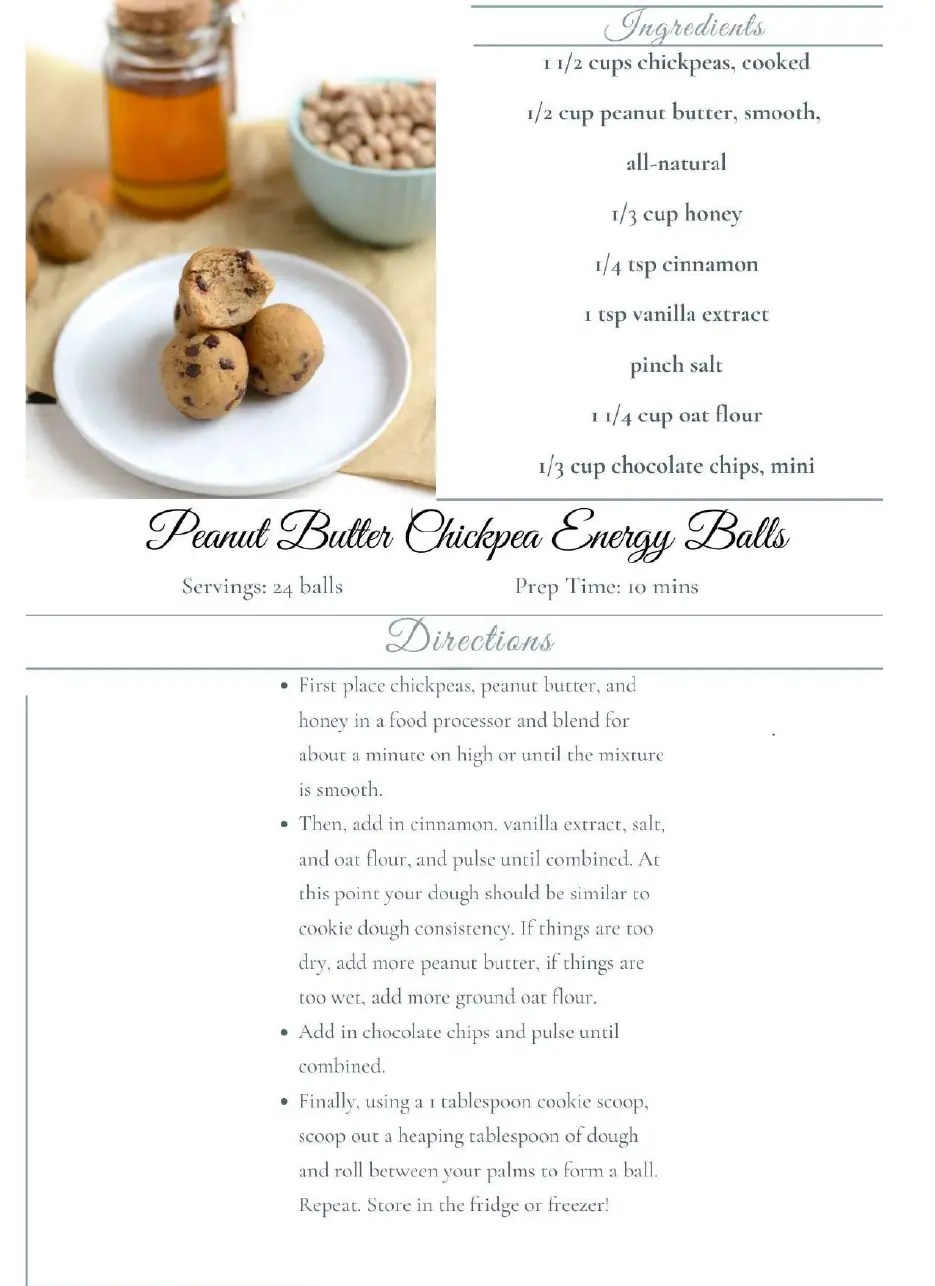 Ingredients
1 1/2 cups chickpeas, cooked
1/2 cup peanut butter, smooth,
all-natural
1/3 cup honey
1/4 tsp cinnamon
1 tsp vanilla extract
pinch salt
1 1/4 cup oat flour
1/3 cup chocolate chips, mini
Peanut Butter Chickpea Energy Balls
Servings: 24 balls
Prep Time: 10 mins
Directions
• First place chickpeas, peanut butter, and
honey in a food processor and blend for
about a minute on high or until the mixture
is smooth.
• Then, add in cinnamon, vanilla extract, salt,
and oat flour, and pulse until combined. At
this point your dough should be similar to
cookie dough consistency. If things are too
dry, add more peanut butter, if things are
too wet, add more ground oat flour.
• Add in chocolate chips and pulse until
combined.
• Finally, using a 1 tablespoon cookie scoop,
scoop out a heaping tablespoon of dough
and roll between your palms to form a ball.
Repeat. Store in the fridge or freezer!